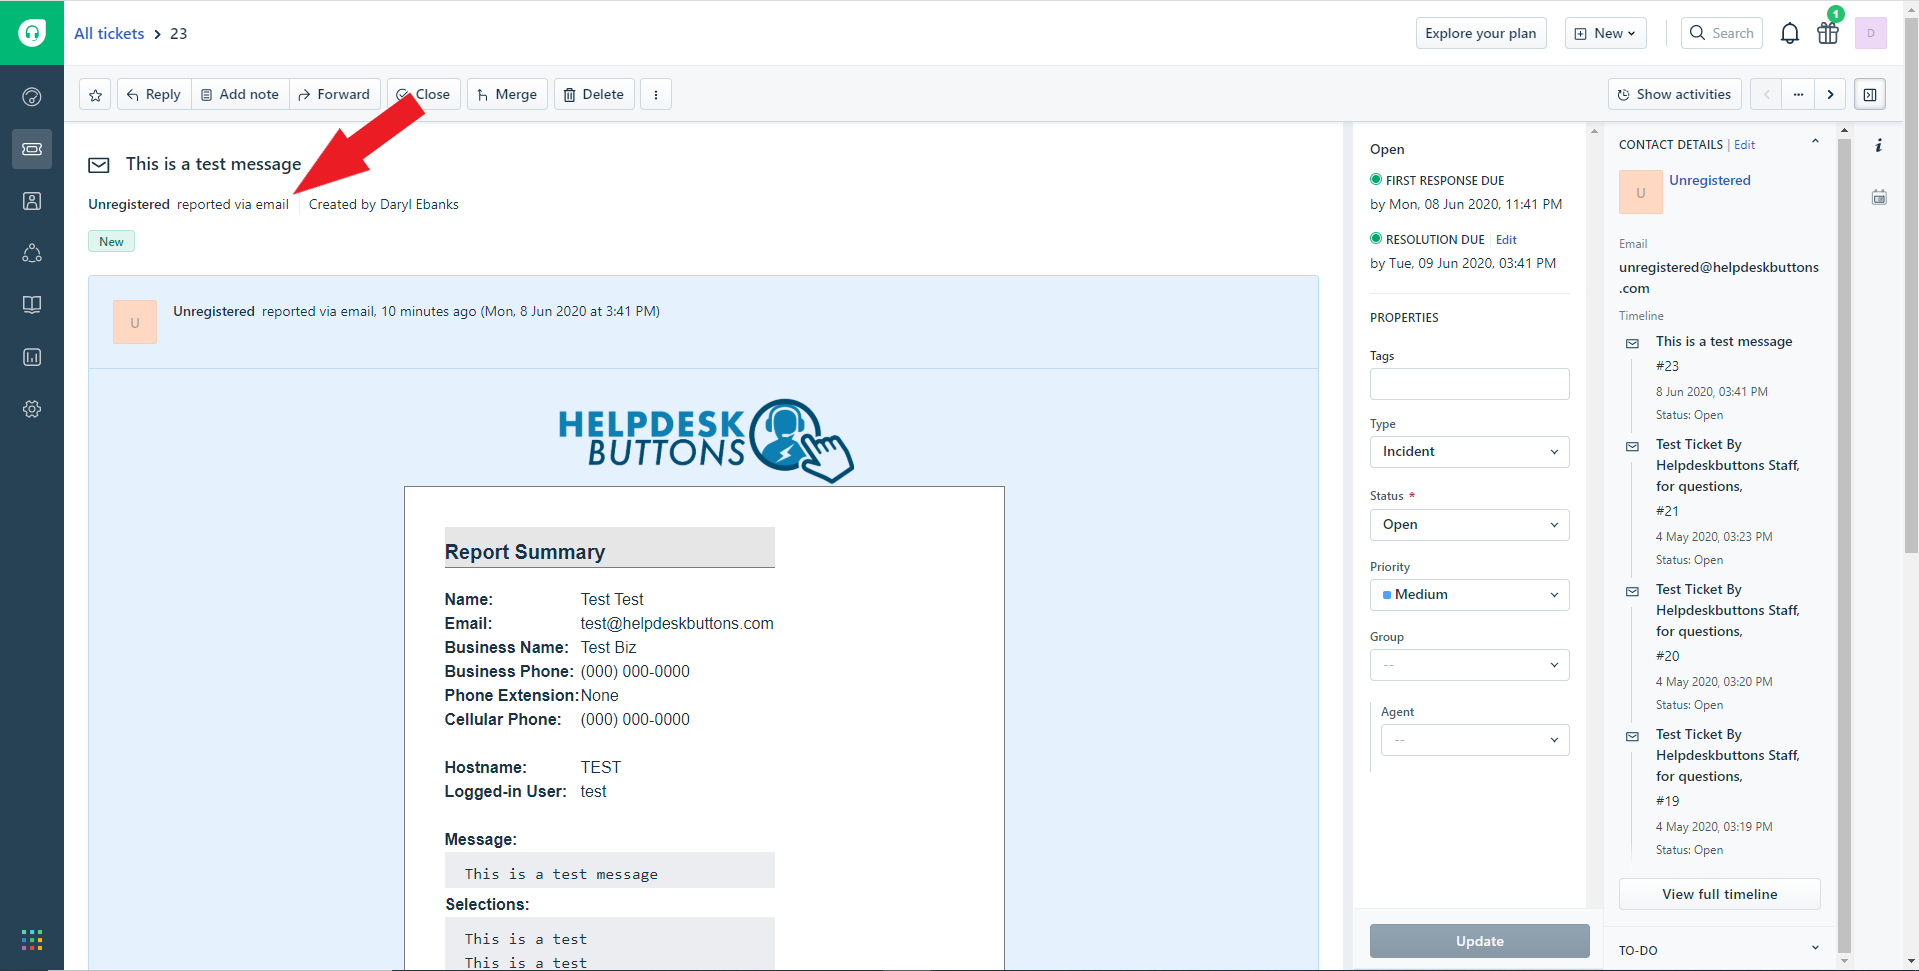 All tickets > 23
Explore your plan
New
Search
1
D
Reply
Add note
Forward
Close
Merge
Delete
Show activities
This is a test message
Unregistered reported via email
Created by Daryl Ebanks
New
U
Unregistered reported via email, 10 minutes ago (Mon, 8 Jun 2020 at 3:41 PM)
HELPDESK
BUTTONS
Report Summary
Name: Test Test
Email: test@helpdeskbuttons.com
Business Name: Test Biz
Business Phone: (000) 000-0000
Phone Extension: None
Cellular Phone: (000) 000-0000
Hostname: TEST
Logged-in User: test
Message:
This is a test message
Selections:
This is a test
This is a test
Open
FIRST RESPONSE DUE
by Mon, 08 Jun 2020, 11:41 PM
RESOLUTION DUE Edit
by Tue, 09 Jun 2020, 03:41 PM
PROPERTIES
Tags
Type
Incident
Status *
Open
Priority
Medium
Group
--
Agent
--
Update
CONTACT DETAILS | Edit
U
Unregistered
Email
unregistered@helpdeskbuttons
.com
Timeline
This is a test message
#23
8 Jun 2020, 03:41 PM
Status: Open
Test Ticket By
Helpdeskbuttons Staff,
for questions,
#21
4 May 2020, 03:23 PM
Status: Open
Test Ticket By
Helpdeskbuttons Staff,
for questions,
#20
4 May 2020, 03:20 PM
Status: Open
Test Ticket By
Helpdeskbuttons Staff,
for questions,
#19
4 May 2020, 03:19 PM
Status: Open
View full timeline
TO-DO